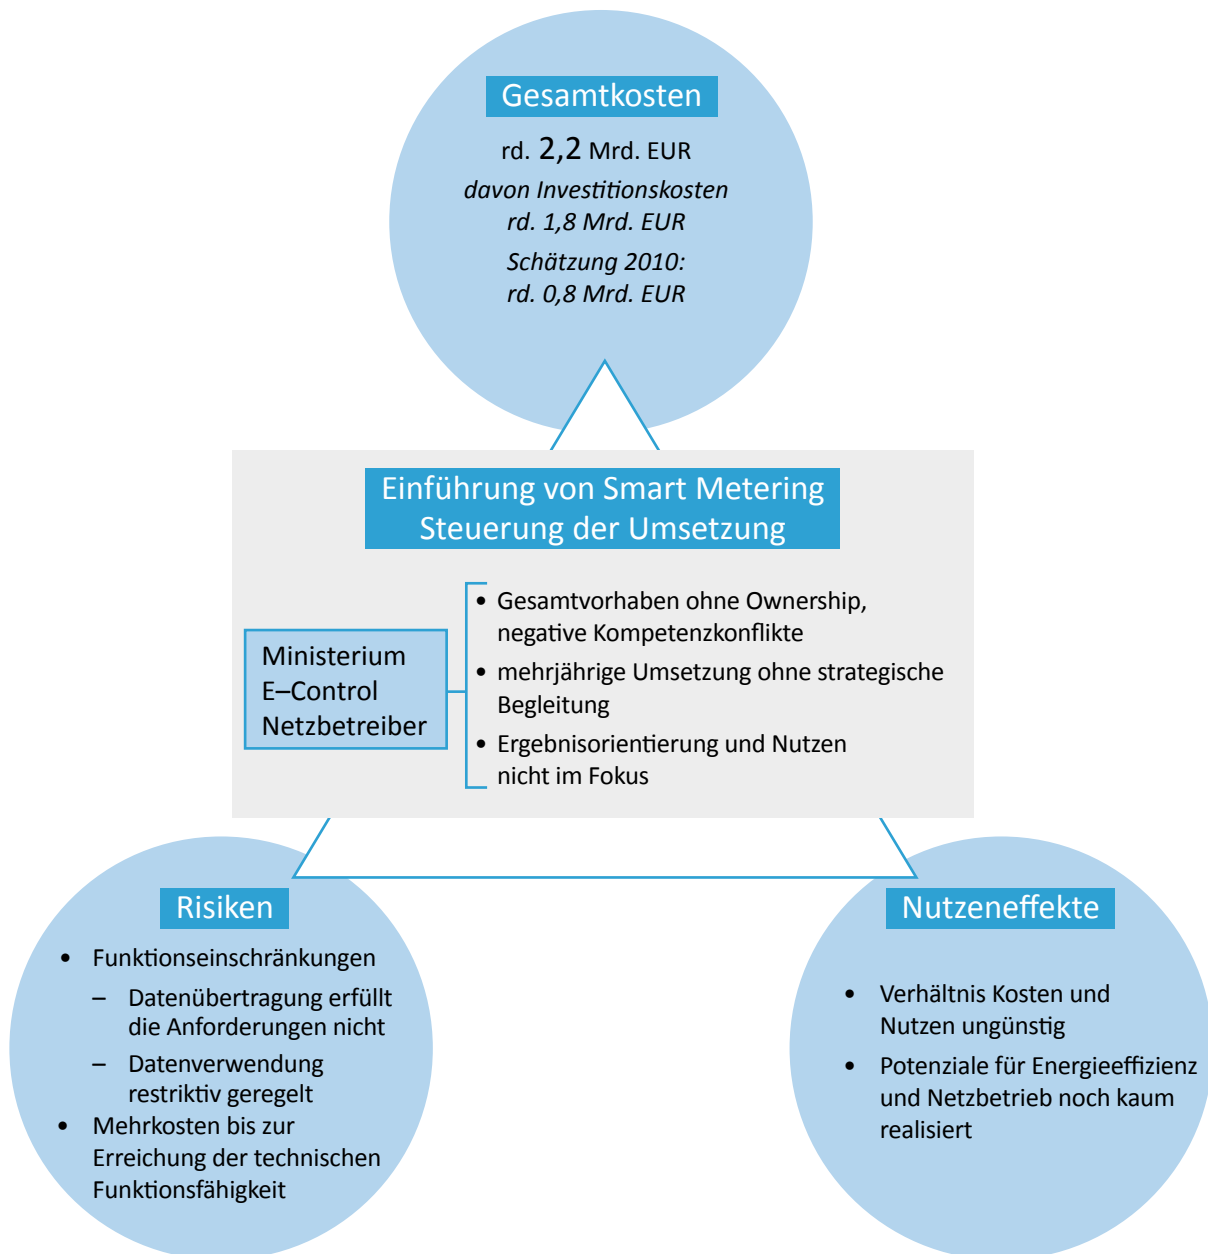 Gesamtkosten
rd. 2,2 Mrd. EUR
davon Investitionskosten
rd. 1,8 Mrd. EUR
Schätzung 2010:
rd. 0,8 Mrd. EUR
Einführung von Smart Metering
Steuerung der Umsetzung
Ministerium
E–Control
Netzbetreiber
• Gesamtvorhaben ohne Ownership,
negative Kompetenzkonflikte
• mehrjährige Umsetzung ohne strategische
Begleitung
• Ergebnisorientierung und Nutzen
nicht im Fokus
Risiken
• Funktionseinschränkungen
– Datenübertragung erfüllt
die Anforderungen nicht
– Datenverwendung
restriktiv geregelt
• Mehrkosten bis zur
Erreichung der technischen
Funktionsfähigkeit
Nutzeneffekte
• Verhältnis Kosten und
Nutzen ungünstig
• Potenziale für Energieeffizienz
und Netzbetrieb noch kaum
realisiert